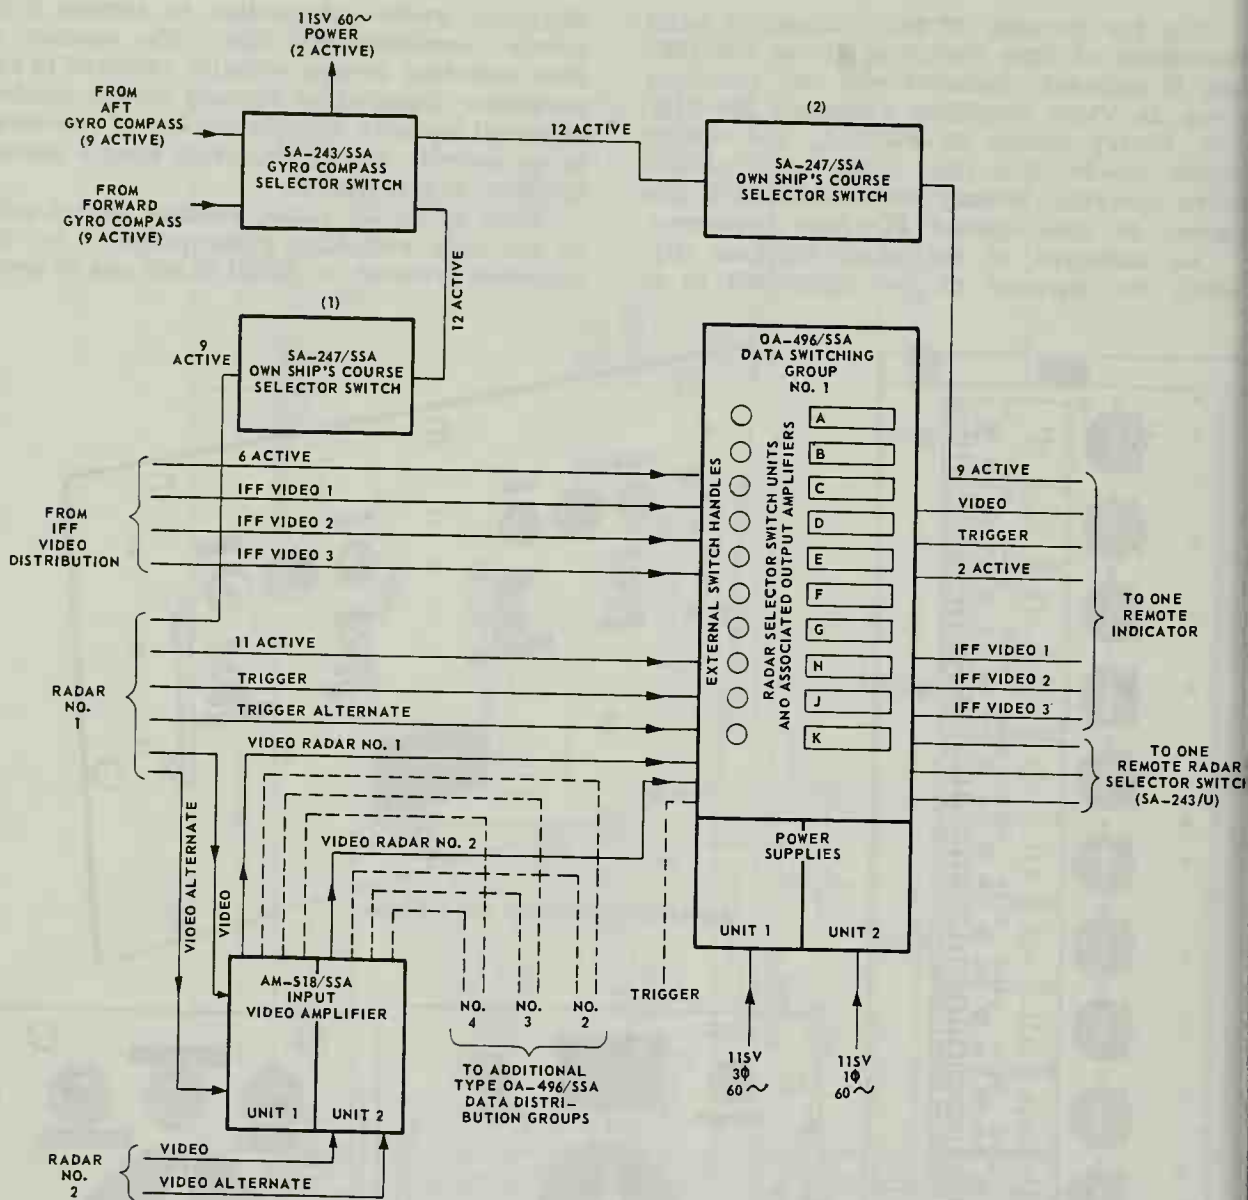 115V 60~
POWER
(2 ACTIVE)
FROM
AFT
GYRO COMPASS
(9 ACTIVE)
FROM
FORWARD
GYRO COMPASS
(9 ACTIVE)
SA-243/SSA
GYRO COMPASS
SELECTOR SWITCH
12 ACTIVE
(2)
SA-247/SSA
OWN SHIP'S COURSE
SELECTOR SWITCH
12 ACTIVE
(1)
9
ACTIVE
SA-247/SSA
OWN SHIP'S COURSE
SELECTOR SWITCH
FROM
IFF
VIDEO
DISTRIBUTION
6 ACTIVE
IFF VIDEO 1
IFF VIDEO 2
IFF VIDEO 3
RADAR
NO.
1
11 ACTIVE
TRIGGER
TRIGGER ALTERNATE
VIDEO RADAR NO. 1
VIDEO RADAR NO. 2
VIDEO ALTERNATE
VIDEO
OA-496/SSA
DATA SWITCHING
GROUP
NO. 1
EXTERNAL SWITCH HANDLES
RADAR SELECTOR SWITCH UNITS
AND ASSOCIATED OUTPUT AMPLIFIERS
A
B
C
D
E
F
G
H
J
K
POWER
SUPPLIES
UNIT 1
UNIT 2
9 ACTIVE
VIDEO
TRIGGER
2 ACTIVE
IFF VIDEO 1
IFF VIDEO 2
IFF VIDEO 3
TO ONE
REMOTE
INDICATOR
TO ONE
REMOTE RADAR
SELECTOR SWITCH
(SA-243/U)
AM-518/SSA
INPUT
VIDEO AMPLIFIER
UNIT 1
UNIT 2
NO.
4
NO.
3
NO.
2
TO ADDITIONAL
TYPE OA-496/SSA
DATA DISTRI-
BUTION GROUPS
TRIGGER
115V
3ϕ
60~
115V
1ϕ
60~
RADAR
NO.
2
VIDEO
VIDEO ALTERNATE